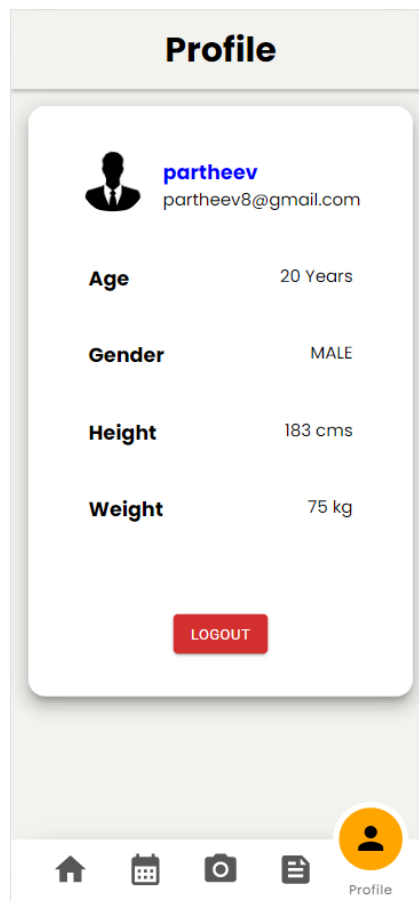 Profile
partheev
partheev8@gmail.com
Age 20 Years
Gender MALE
Height 183 cms
Weight 75 kg
LOGOUT
Profile